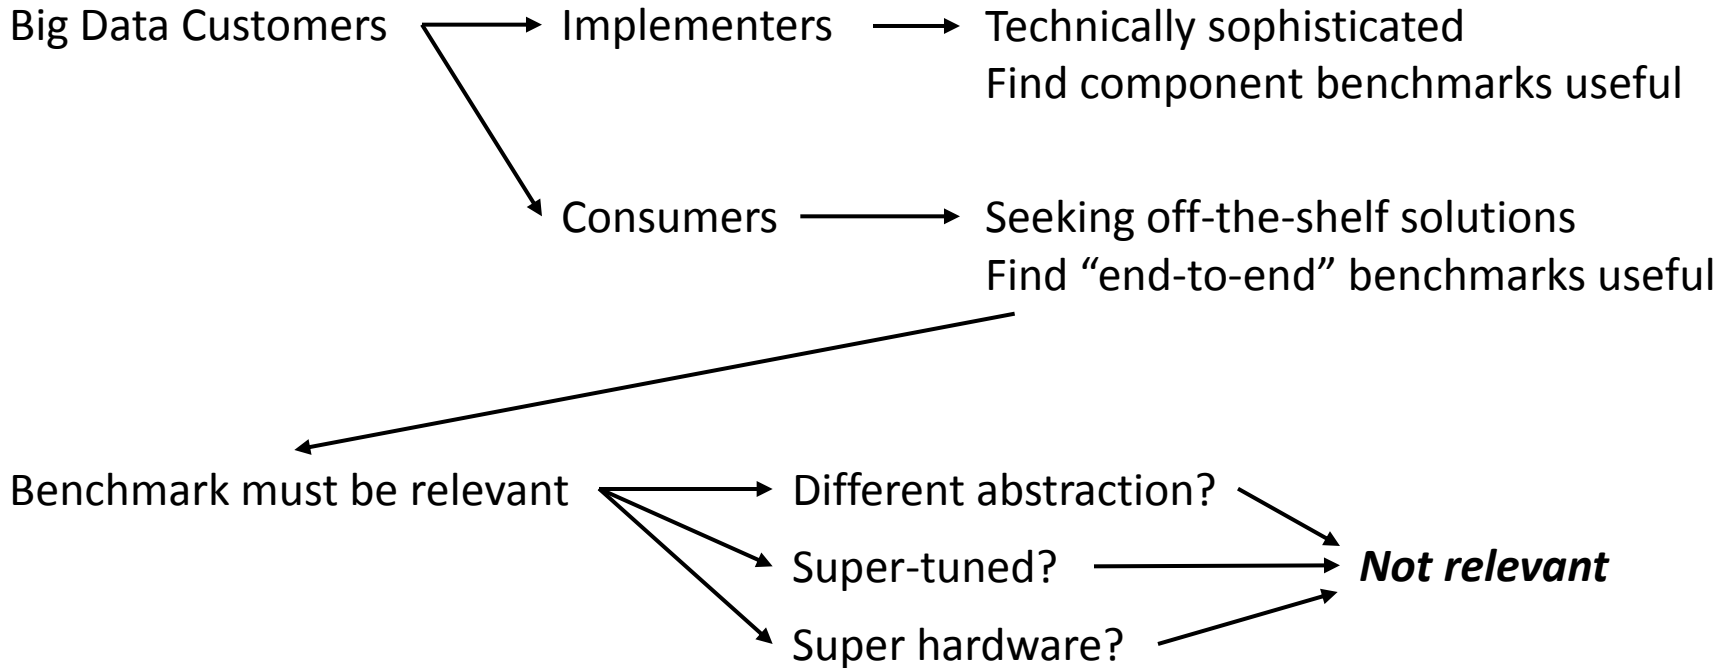 Big Data Customers
Implementers
Technically sophisticated
Find component benchmarks useful
Consumers
Seeking off-the-shelf solutions
Find “end-to-end” benchmarks useful
Benchmark must be relevant
Different abstraction?
Super-tuned?
Not relevant
Super hardware?